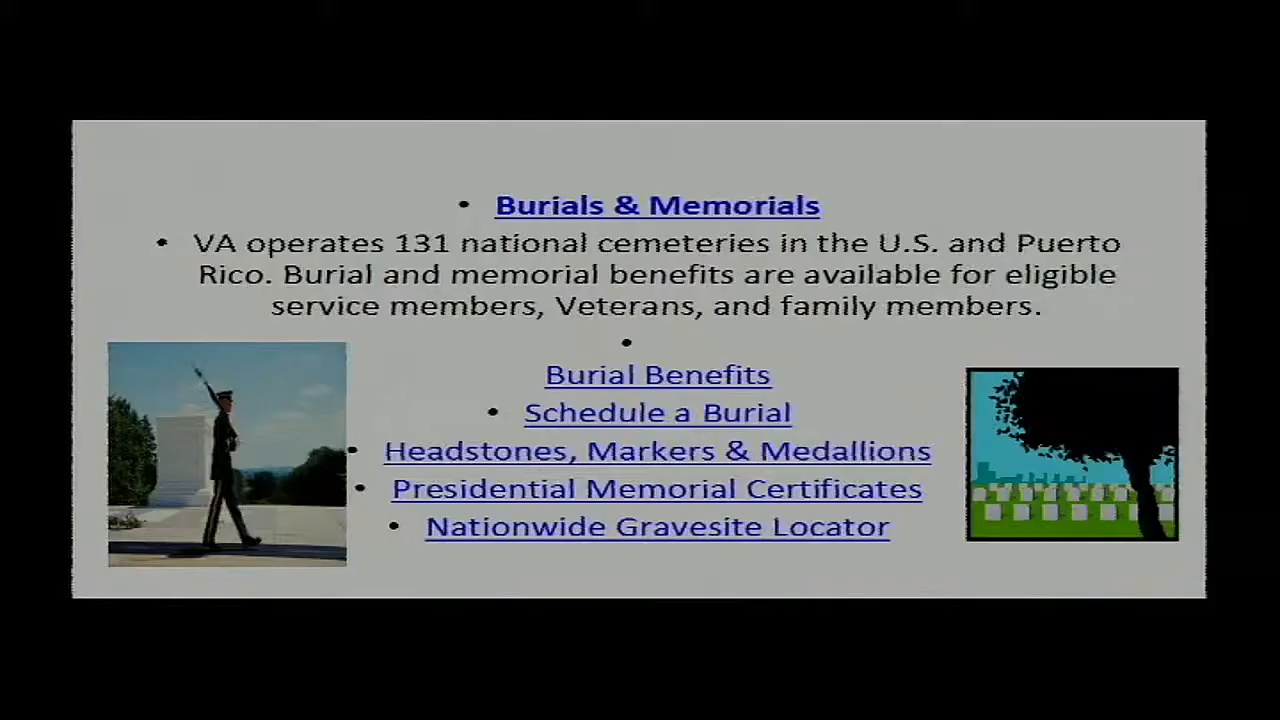 • Burials & Memorials
• VA operates 131 national cemeteries in the U.S. and Puerto
Rico. Burial and memorial benefits are available for eligible
service members, Veterans, and family members.
•
Burial Benefits
• Schedule a Burial
• Headstones, Markers & Medallions
• Presidential Memorial Certificates
• Nationwide Gravesite Locator